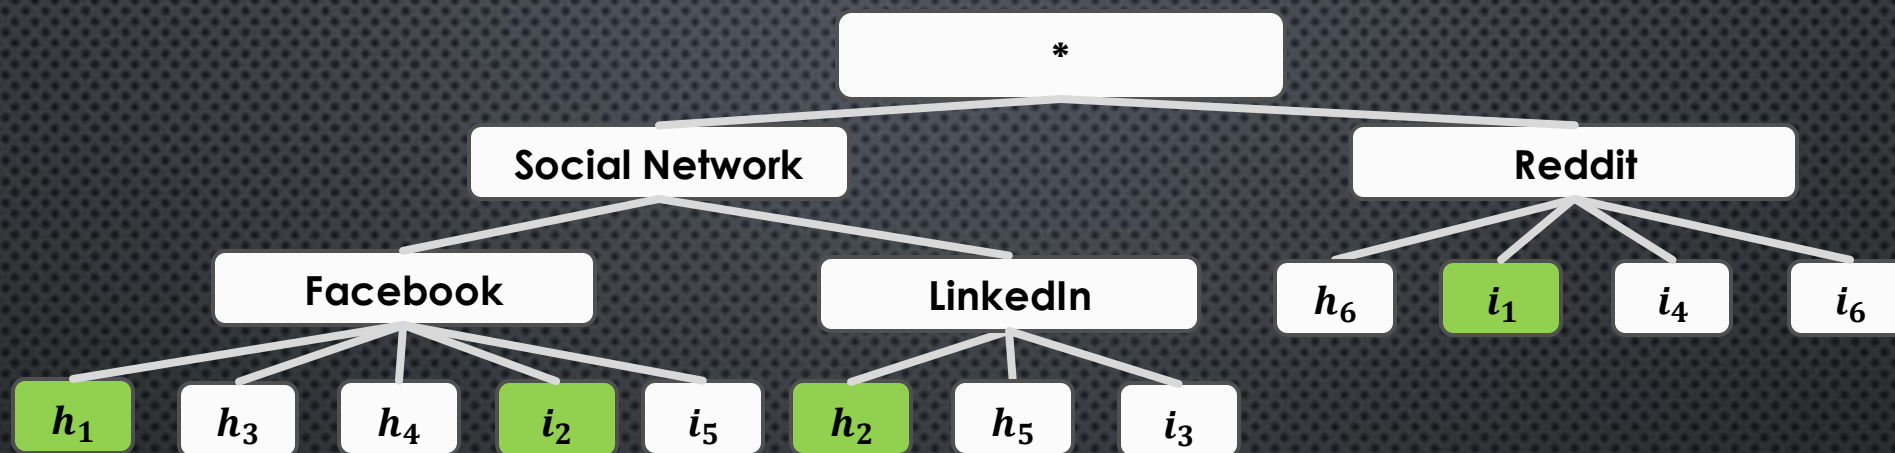 *
Social Network
Reddit
Facebook
LinkedIn
h₆
i₁
i₄
i₆
h₁
h₃
h₄
i₂
i₅
h₂
h₅
i₃